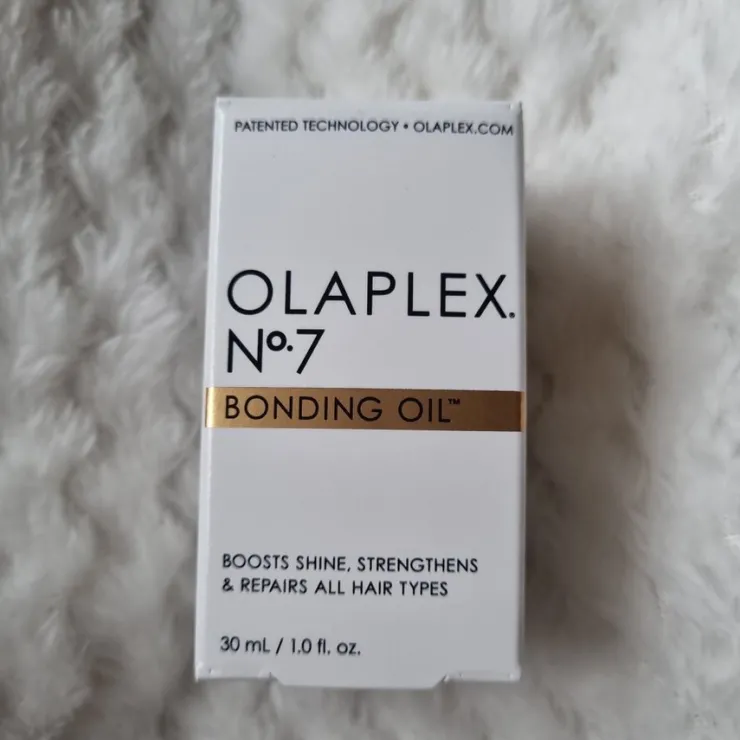 PATENTED TECHNOLOGY • OLAPLEX.COM
OLAPLEX.
Nº.7
BONDING OIL™
BOOSTS SHINE, STRENGTHENS
& REPAIRS ALL HAIR TYPES
30 mL / 1.0 fl. oz.